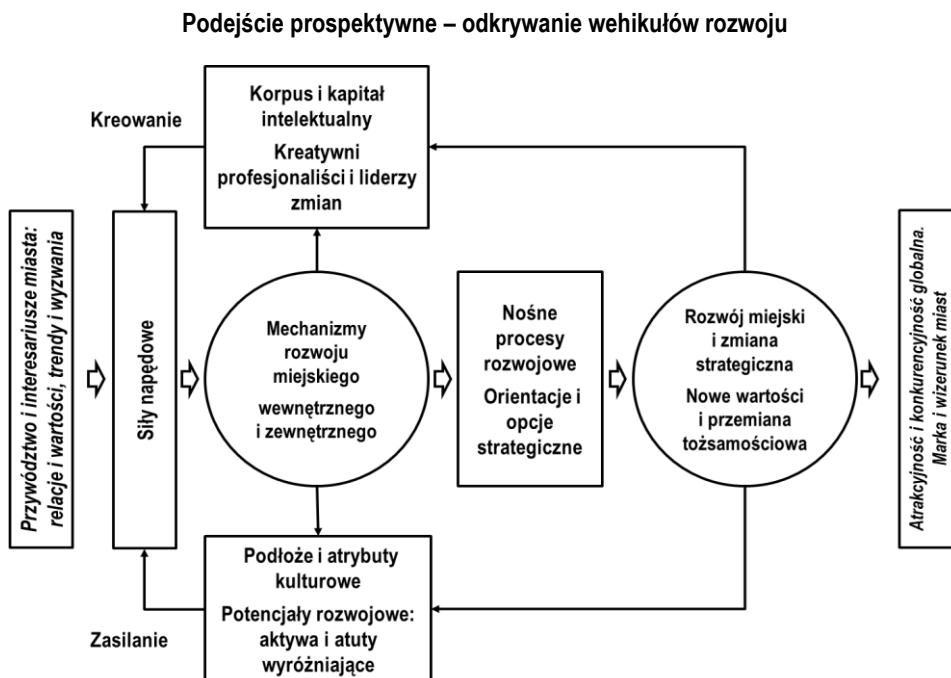 Podejście prospektywne – odkrywanie wehikułów rozwoju
Kreowanie
Korpus i kapitał
intelektualny
Kreatywni
profesjonaliści i liderzy
zmian
Przywództwo i interesariusze miasta:
relacje i wartości, trendy i wyzwania
Siły napędowe
Mechanizmy
rozwoju
miejskiego
wewnętrznego
i zewnętrznego
Nośne
procesy
rozwojowe
Orientacje i
opcje
strategiczne
Rozwój miejski
i zmiana
strategiczna
Nowe wartości
i przemiana
tożsamościowa
Atrakcyjność i konkurencyjność globalna.
Marka i wizerunek miast
Zasilanie
Podłoże i atrybuty
kulturowe
Potencjały rozwojowe:
aktywa i atuty
wyróżniające